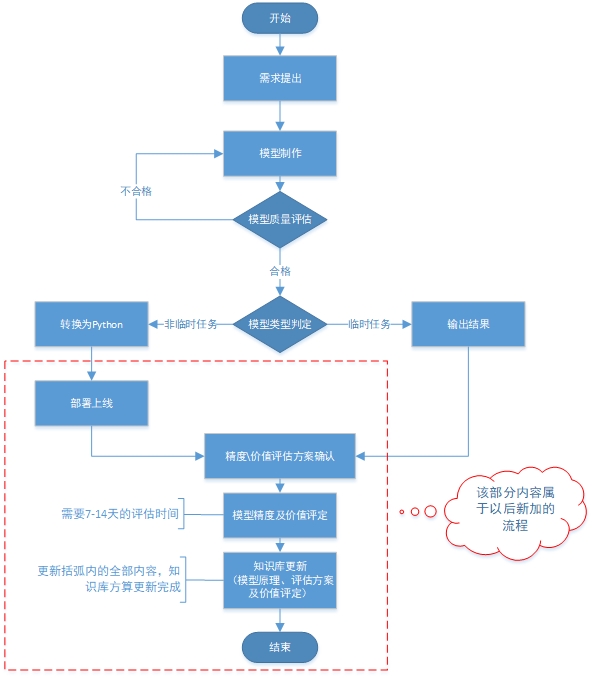 开始
需求提出
模型制作
不合格
模型质量评估
合格
转换为Python
非临时任务
模型类型判定
临时任务
输出结果
部署上线
精度\价值评估方案确认
该部分内容属
于以后新加的
流程
需要7-14天的评估时间
模型精度及价值评定
更新括弧内的全部内容，知
识库方算更新完成
知识库更新
（模型原理、评估方案
及价值评定）
结束